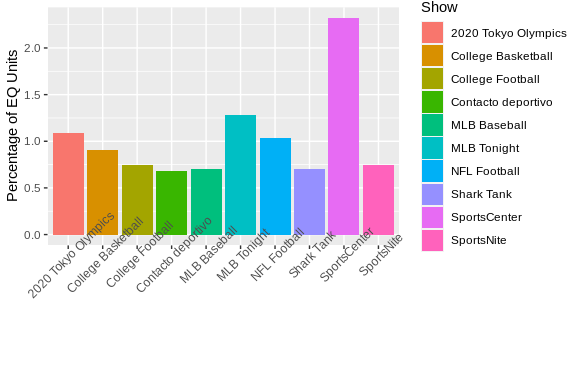 Show
2020 Tokyo Olympics
College Basketball
College Football
Contacto deportivo
MLB Baseball
MLB Tonight
NFL Football
Shark Tank
SportsCenter
SportsNite
Percentage of EQ Units
2.0
1.5
1.0
0.5
0.0
2020 Tokyo Olympics
College Basketball
College Football
Contacto deportivo
MLB Baseball
MLB Tonight
NFL Football
Shark Tank
SportsCenter
SportsNite